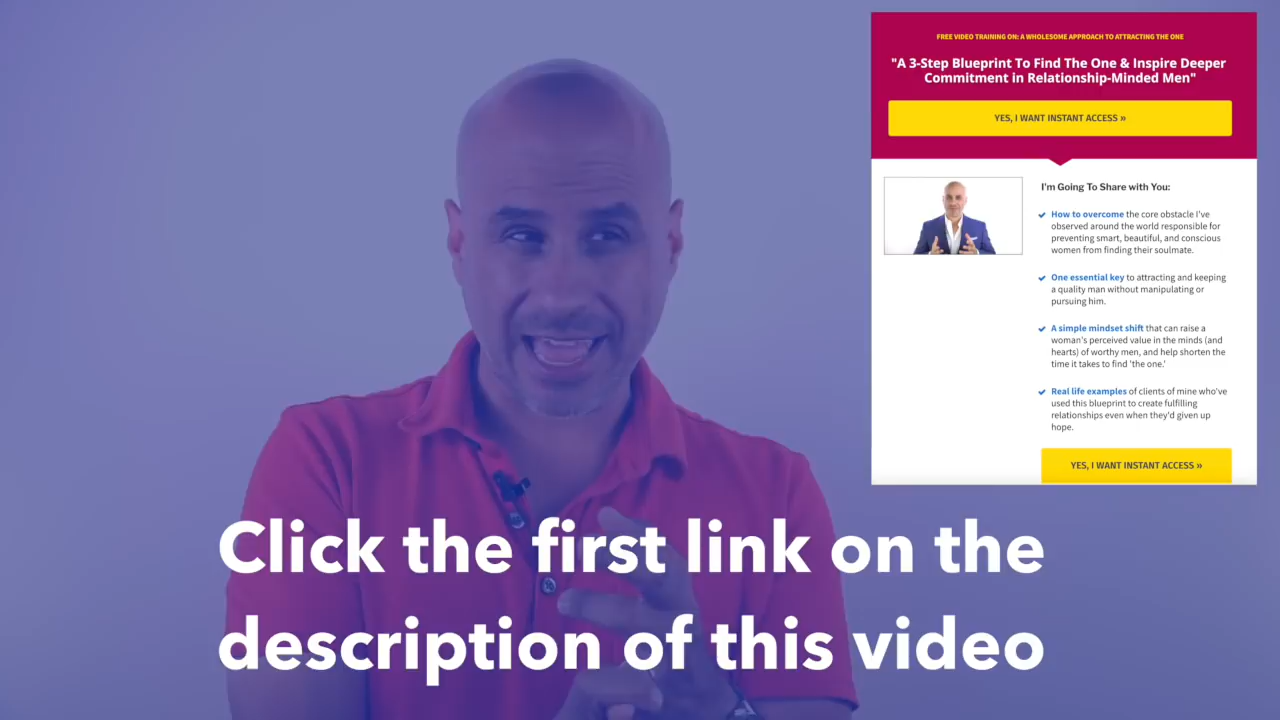 FREE VIDEO TRAINING ON: A WHOLESOME APPROACH TO ATTRACTING THE ONE
"A 3-Step Blueprint To Find The One & Inspire Deeper
Commitment in Relationship-Minded Men"
YES, I WANT INSTANT ACCESS »
I'm Going To Share with You:
How to overcome the core obstacle I've
observed around the world responsible for
preventing smart, beautiful, and conscious
women from finding their soulmate.
One essential key to attracting and keeping
a quality man without manipulating or
pursuing him.
A simple mindset shift that can raise a
woman's perceived value in the minds (and
hearts) of worthy men, and help shorten the
time it takes to find 'the one.'
Real life examples of clients of mine who've
used this blueprint to create fulfilling
relationships even when they'd given up
hope.
YES, I WANT INSTANT ACCESS »
Click the first link on the
description of this video